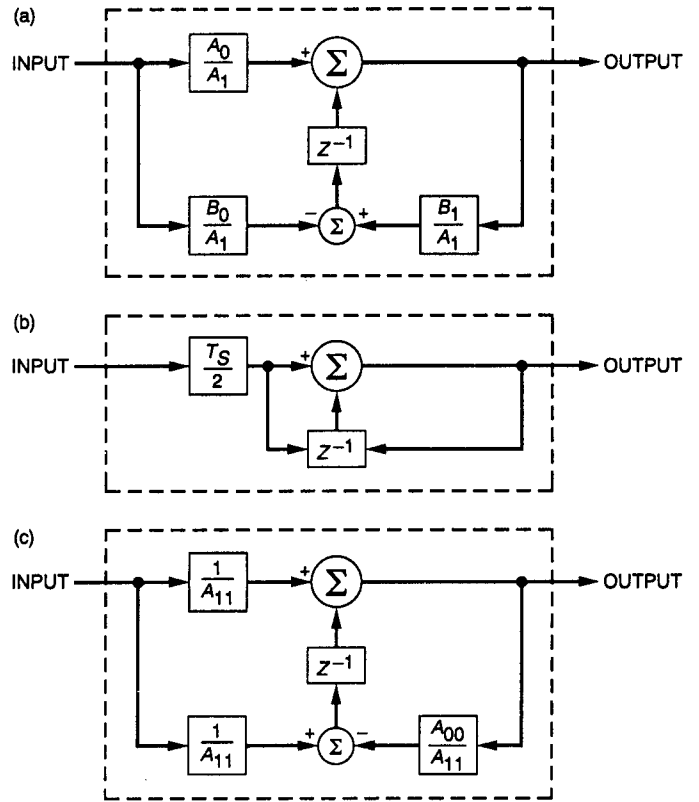 (a)
INPUT
A₀
A₁
+
Σ
OUTPUT
Z⁻¹
B₀
A₁
−
Σ
+
B₁
A₁
(b)
INPUT
T_S
2
+
Σ
OUTPUT
Z⁻¹
(c)
INPUT
1
A₁₁
+
Σ
OUTPUT
Z⁻¹
1
A₁₁
+
Σ
−
A₀₀
A₁₁